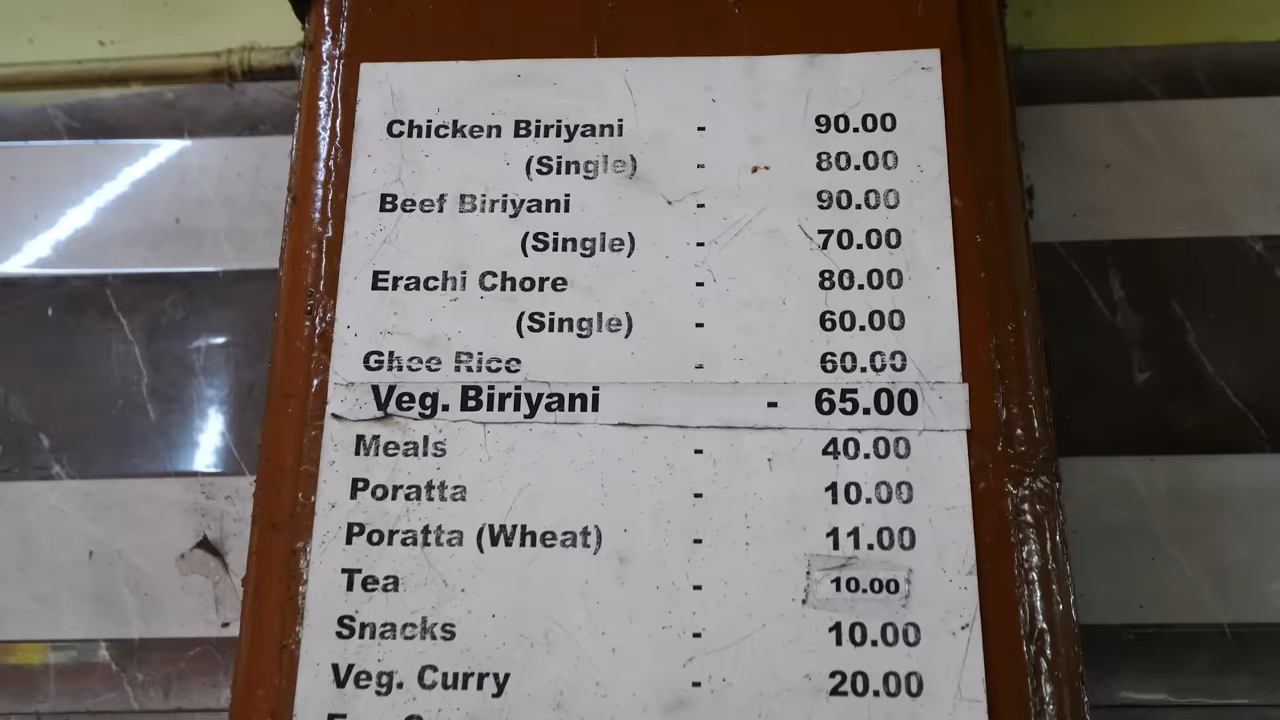 Chicken Biriyani - 90.00
(Single) - 80.00
Beef Biriyani - 90.00
(Single) - 70.00
Erachi Chore - 80.00
(Single) - 60.00
Ghee Rice - 60.00
Veg. Biriyani - 65.00
Meals - 40.00
Poratta - 10.00
Poratta (Wheat) - 11.00
Tea - 10.00
Snacks - 10.00
Veg. Curry - 20.00